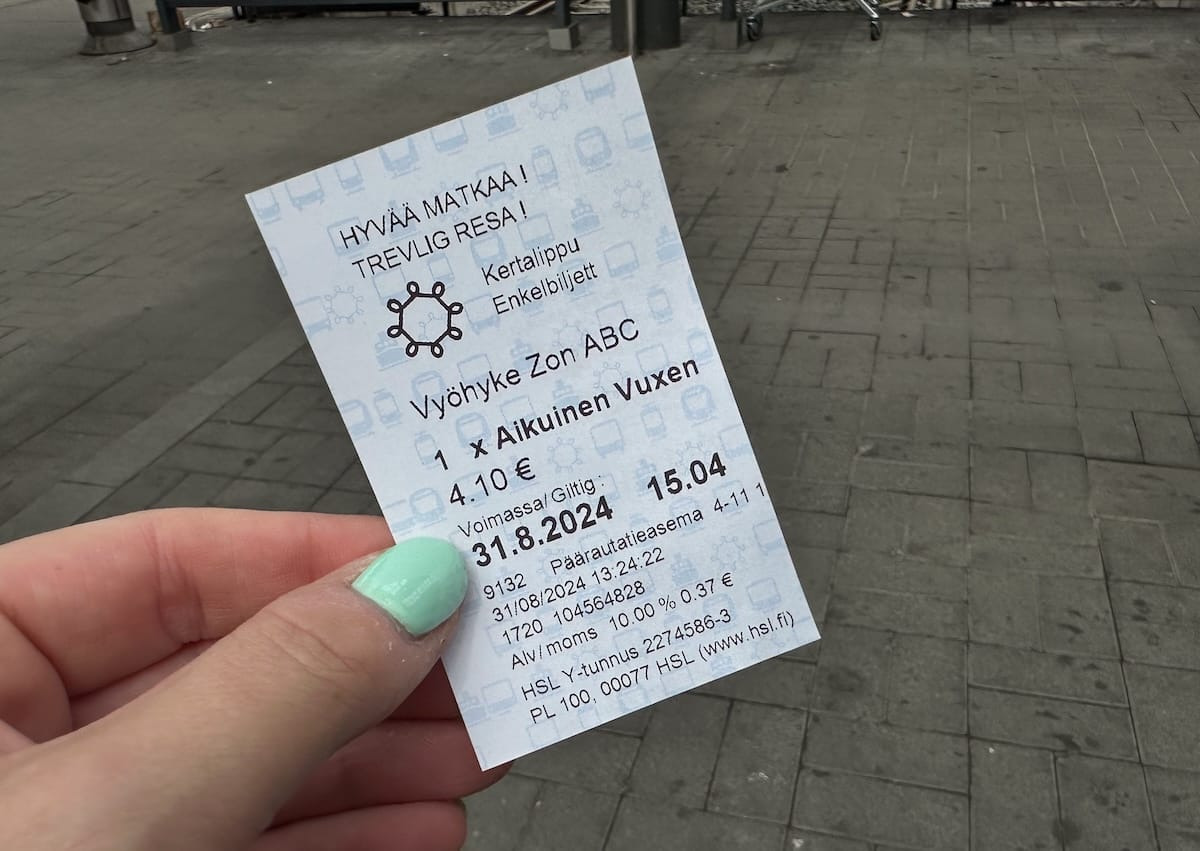 HYVÄÄ MATKAA !
TREVLIG RESA !
Kertalippu
Enkelbiljett
Vyöhyke Zon ABC
1 x Aikuinen Vuxen
4.10 €
Voimassa/Giltig :
31.8.2024 15.04
9132 Päärautatieasema 4-11 1
31/08/2024 13:24:22
1720 104564828
Alv/moms 10.00 % 0.37 €
HSL Y-tunnus 2274586-3
PL 100, 00077 HSL (www.hsl.fi)